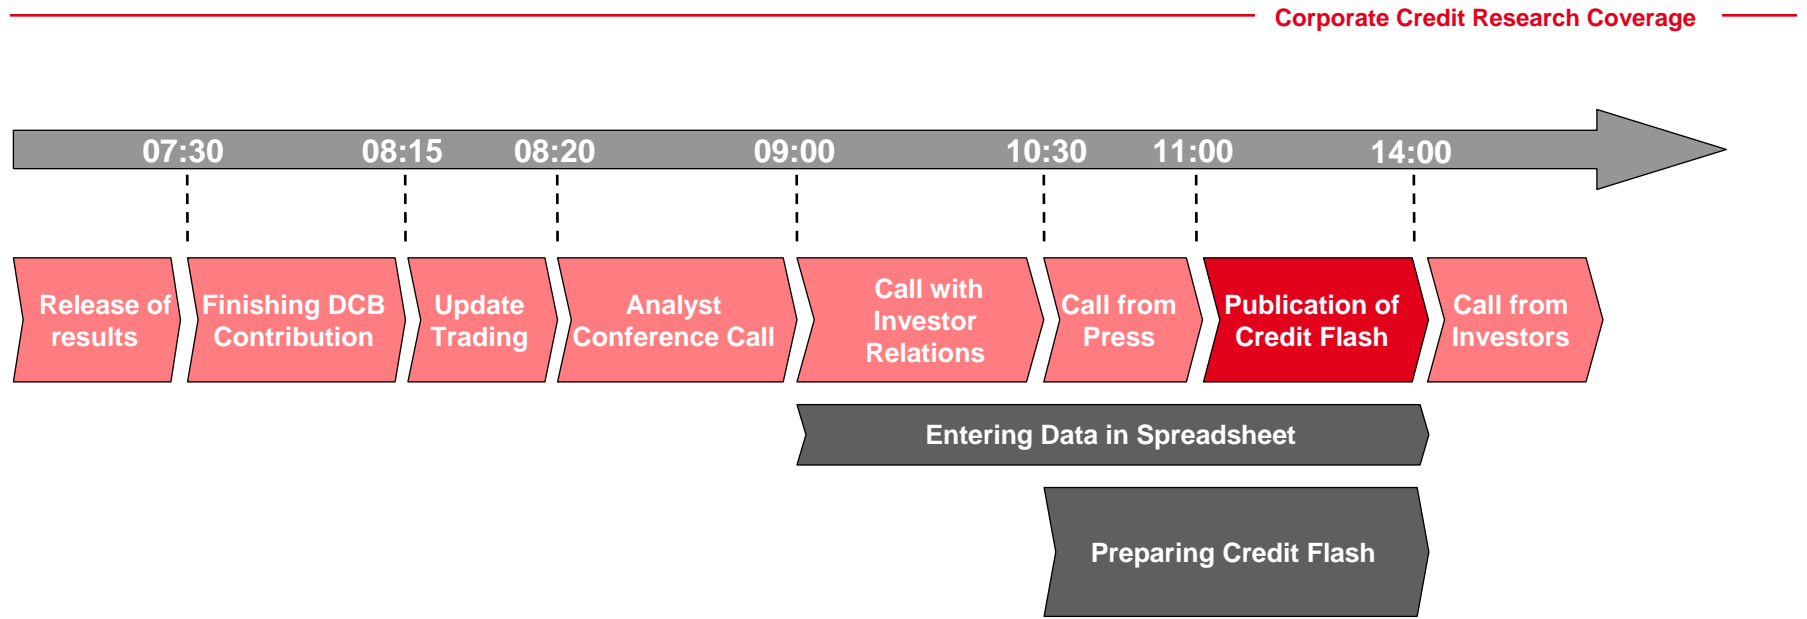 Corporate Credit Research Coverage
07:30 08:15 08:20 09:00 10:30 11:00 14:00
Release of
results
Finishing DCB
Contribution
Update
Trading
Analyst
Conference Call
Call with
Investor
Relations
Call from
Press
Publication of
Credit Flash
Call from
Investors
Entering Data in Spreadsheet
Preparing Credit Flash